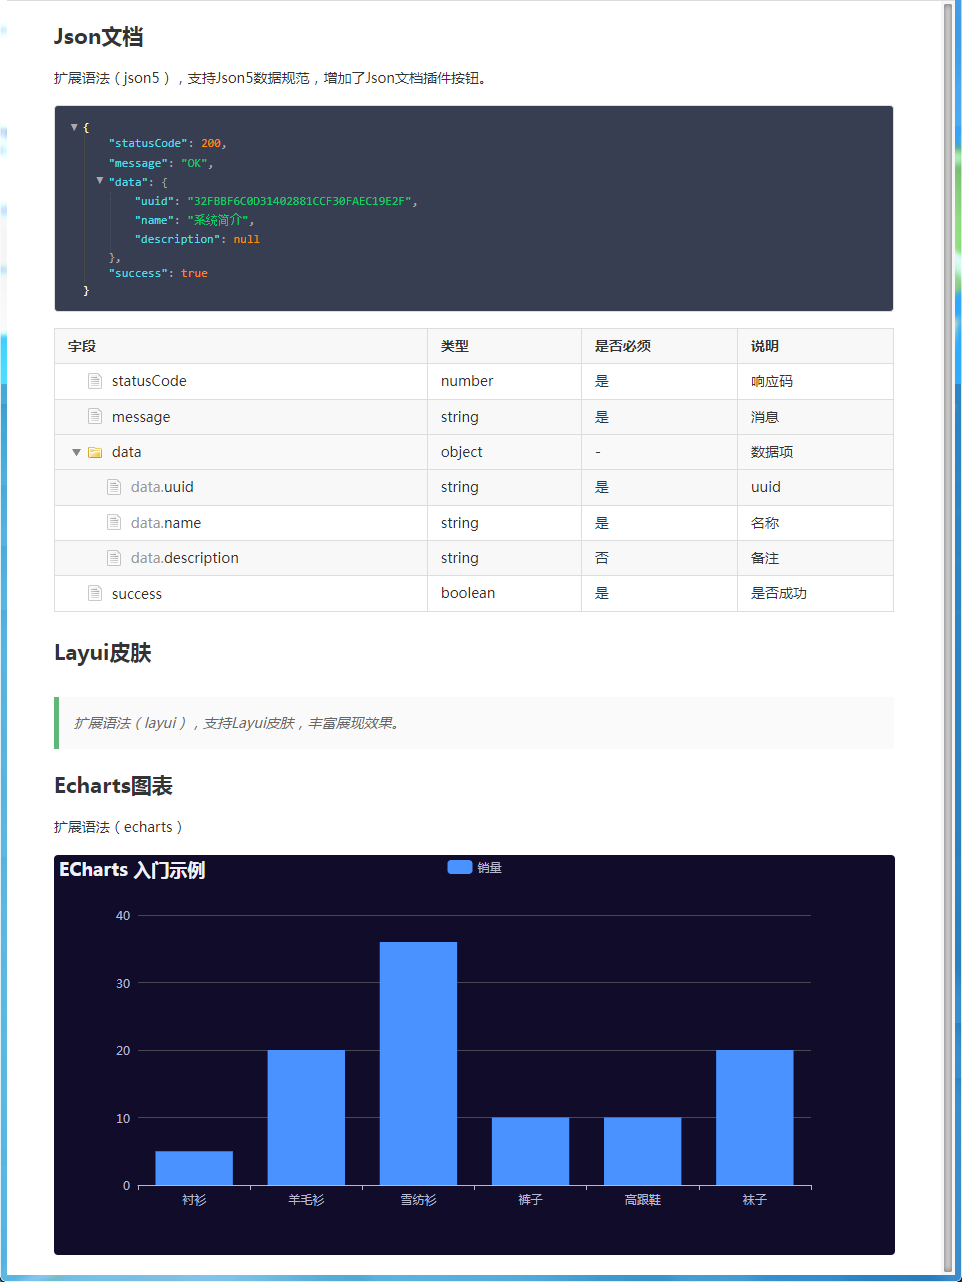 Json文档
扩展语法（json5），支持Json5数据规范，增加了Json文档插件按钮。
{
"statusCode": 200,
"message": "OK",
"data": {
"uuid": "32FBBF6C0D31402881CCF30FAEC19E2F",
"name": "系统简介",
"description": null
},
"success": true
}
字段 类型 是否必须 说明
statusCode number 是 响应码
message string 是 消息
data object - 数据项
data.uuid string 是 uuid
data.name string 是 名称
data.description string 否 备注
success boolean 是 是否成功
Layui皮肤
扩展语法（layui），支持Layui皮肤，丰富展现效果。
Echarts图表
扩展语法（echarts）
ECharts 入门示例
销量
40
30
20
10
0
衬衫 羊毛衫 雪纺衫 裤子 高跟鞋 袜子